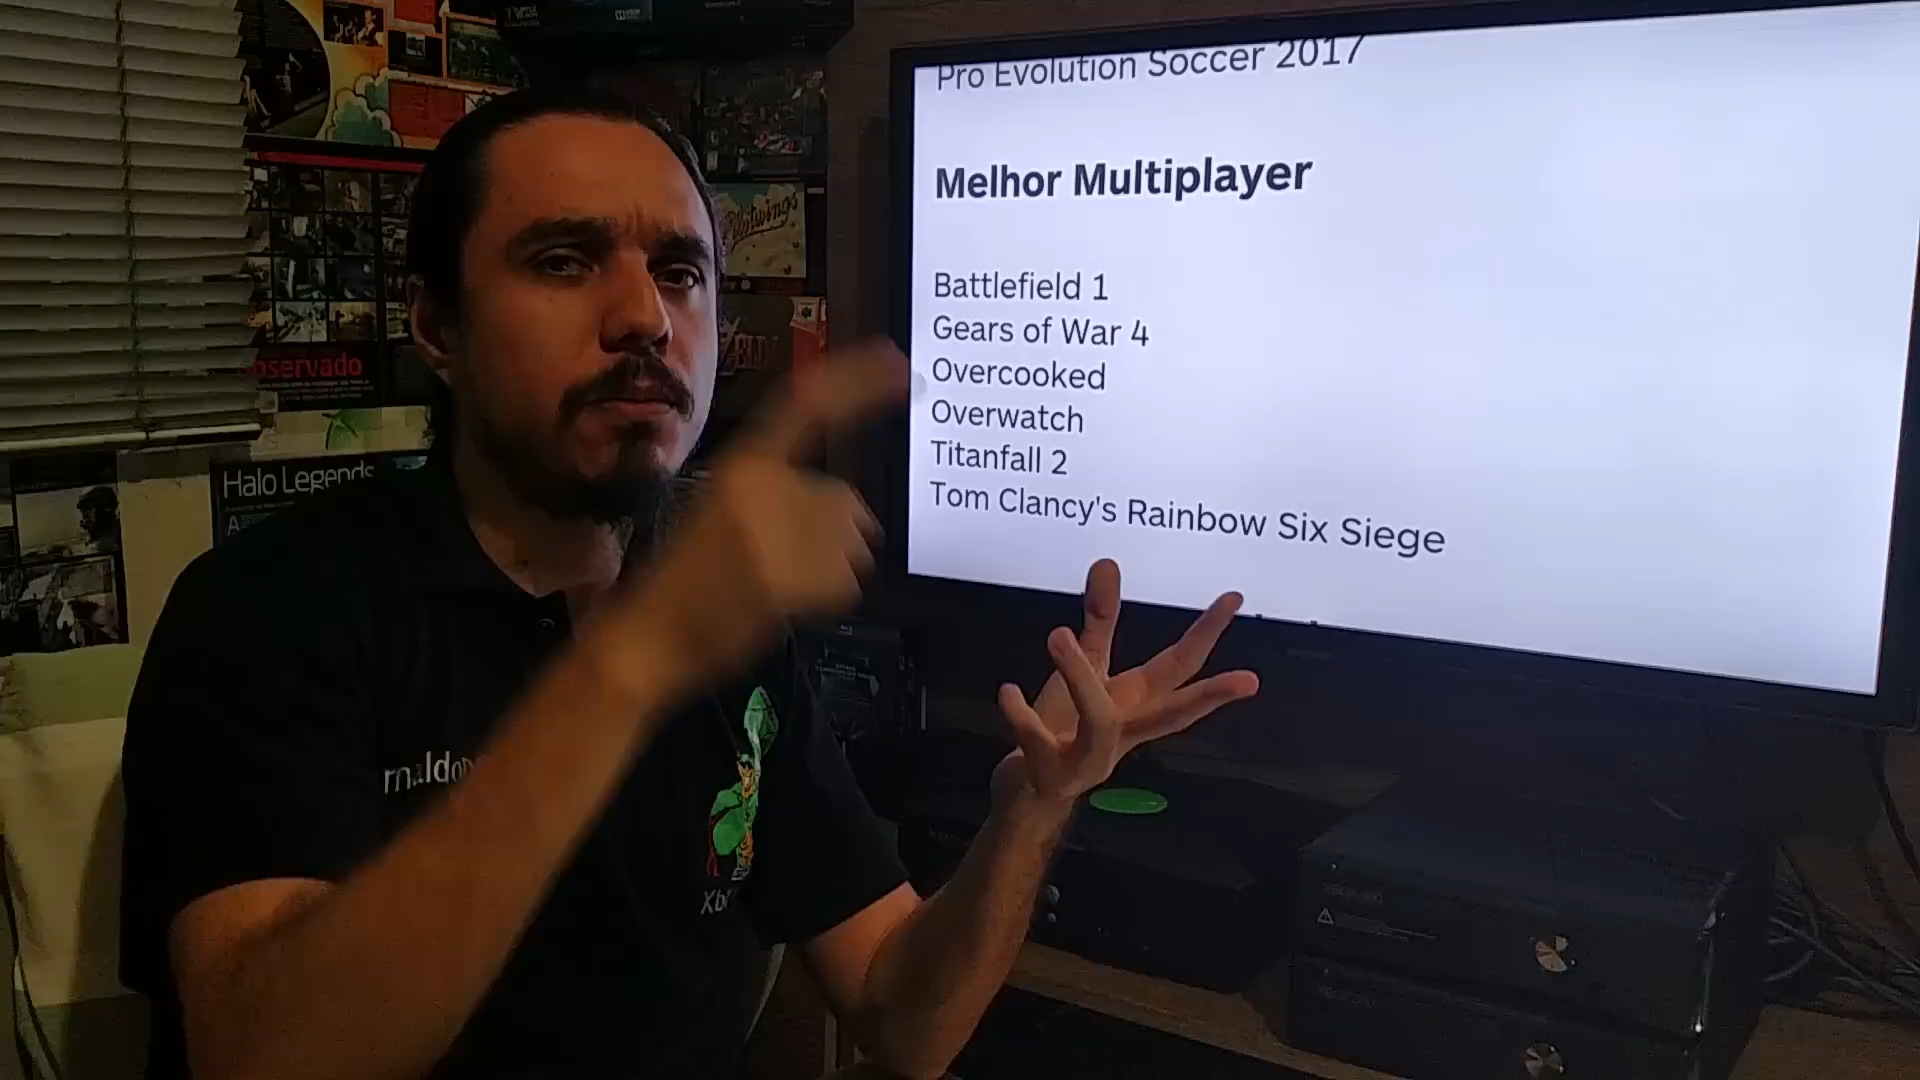 Pro Evolution Soccer 2017
Melhor Multiplayer
Battlefield 1
Gears of War 4
Overcooked
Overwatch
Titanfall 2
Tom Clancy's Rainbow Six Siege
Halo Legends